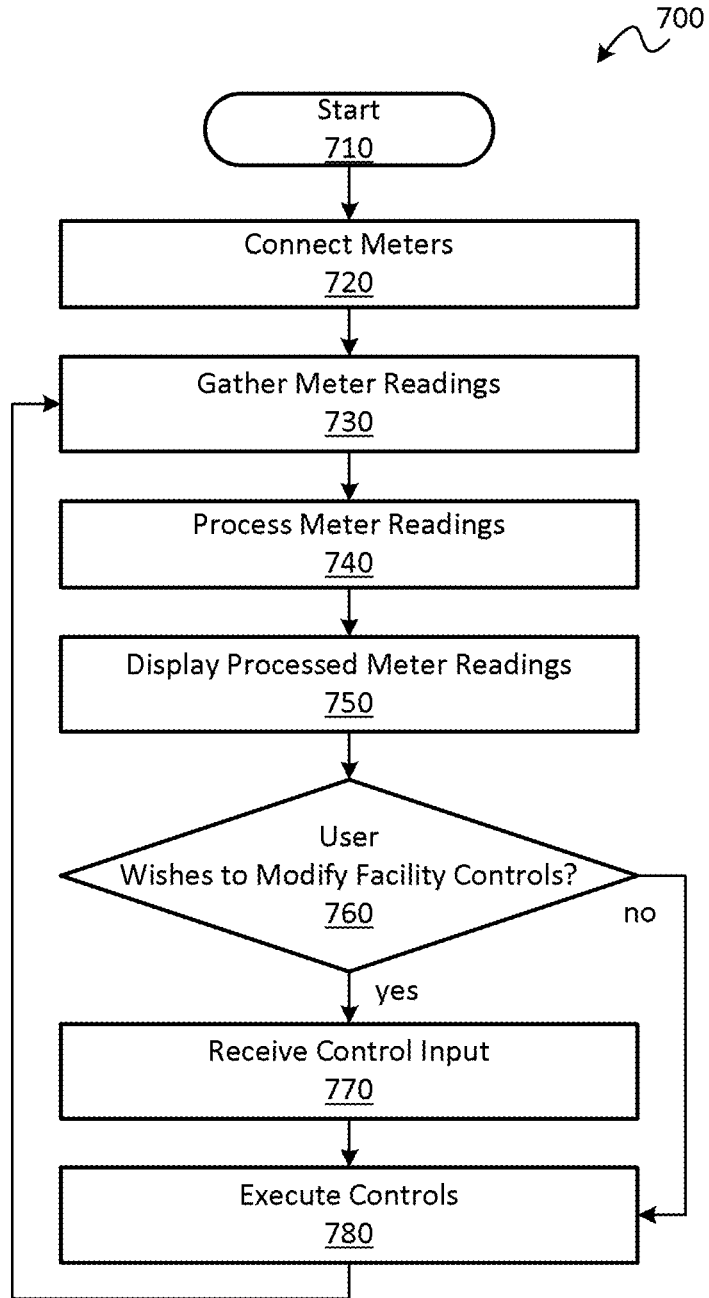 700
Start
710
Connect Meters
720
Gather Meter Readings
730
Process Meter Readings
740
Display Processed Meter Readings
750
User
Wishes to Modify Facility Controls?
760
no
yes
Receive Control Input
770
Execute Controls
780